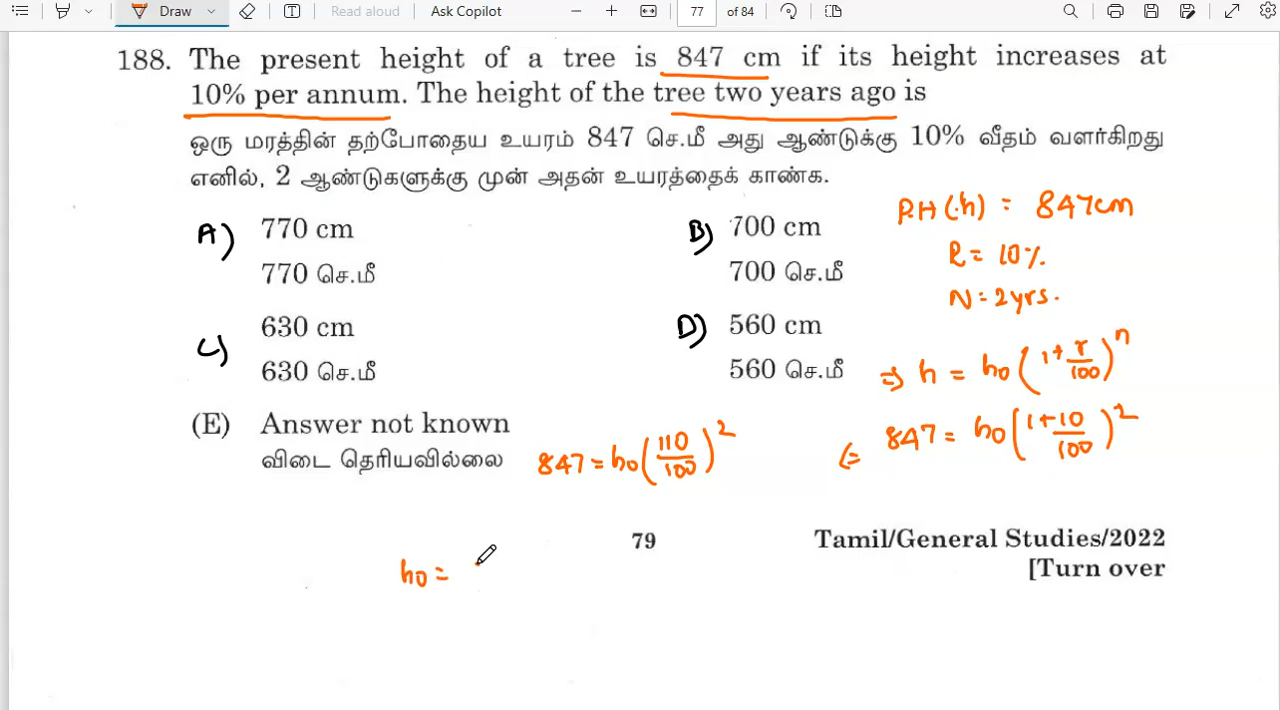 Draw
Read aloud
Ask Copilot
77 of 84
188. The present height of a tree is 847 cm if its height increases at
10% per annum. The height of the tree two years ago is
ஒரு மரத்தின் தற்போதைய உயரம் 847 செ.மீ அது ஆண்டுக்கு 10% வீதம் வளர்கிறது
எனில், 2 ஆண்டுகளுக்கு முன் அதன் உயரத்தைக் காண்க.
A) 770 cm
770 செ.மீ
B) 700 cm
700 செ.மீ
C) 630 cm
630 செ.மீ
D) 560 cm
560 செ.மீ
(E) Answer not known
விடை தெரியவில்லை
P.H (h) = 847cm
R = 10%.
N = 2yrs.
⇒ h = h0 (1+r/100)^n
847 = h0 (1+10/100)^2
847 = h0 (110/100)^2
h0 =
79
Tamil/General Studies/2022
[Turn over